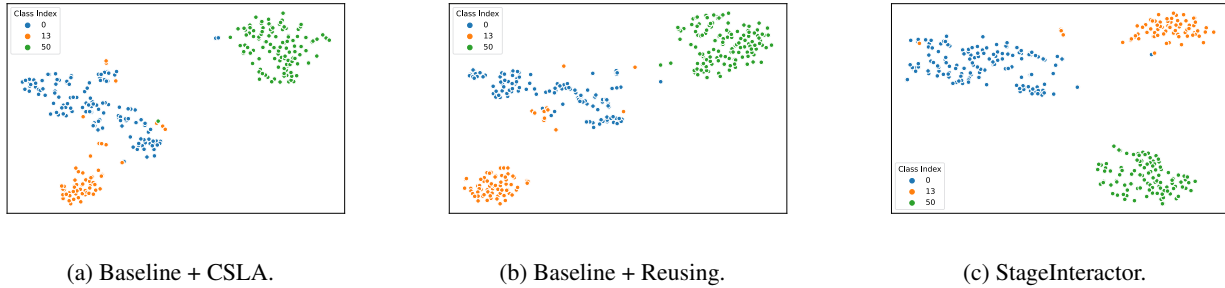 Class Index
0
13
50
Class Index
0
13
50
Class Index
0
13
50
(a) Baseline + CSLA.
(b) Baseline + Reusing.
(c) StageInteractor.